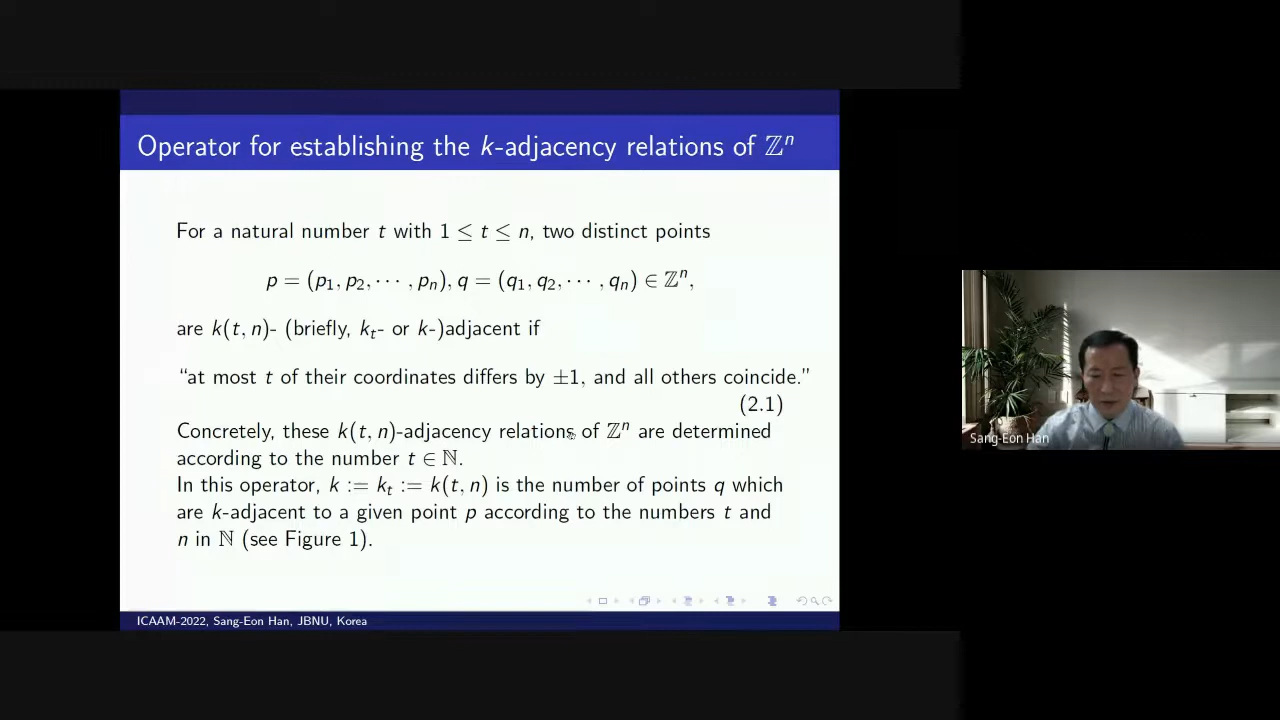 Operator for establishing the k-adjacency relations of ℤⁿ
For a natural number t with 1 ≤ t ≤ n, two distinct points
p = (p₁, p₂, ··· , pₙ), q = (q₁, q₂, ··· , qₙ) ∈ ℤⁿ,
are k(t, n)- (briefly, kₜ- or k-)adjacent if
“at most t of their coordinates differs by ±1, and all others coincide.”
(2.1)
Concretely, these k(t, n)-adjacency relations of ℤⁿ are determined
according to the number t ∈ ℕ.
In this operator, k := kₜ := k(t, n) is the number of points q which
are k-adjacent to a given point p according to the numbers t and
n in ℕ (see Figure 1).
ICAAM-2022, Sang-Eon Han, JBNU, Korea
Sang-Eon Han